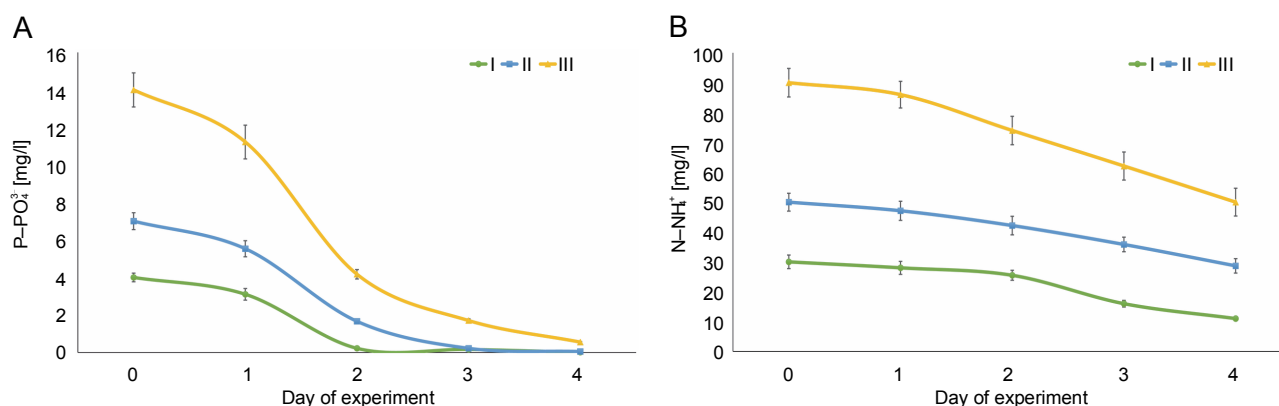 A
P–PO₄³⁻ [mg/l]
16
14
12
10
8
6
4
2
0
0 1 2 3 4
Day of experiment
I II III
B
N–NH₄⁺ [mg/l]
100
90
80
70
60
50
40
30
20
10
0
0 1 2 3 4
Day of experiment
I II III